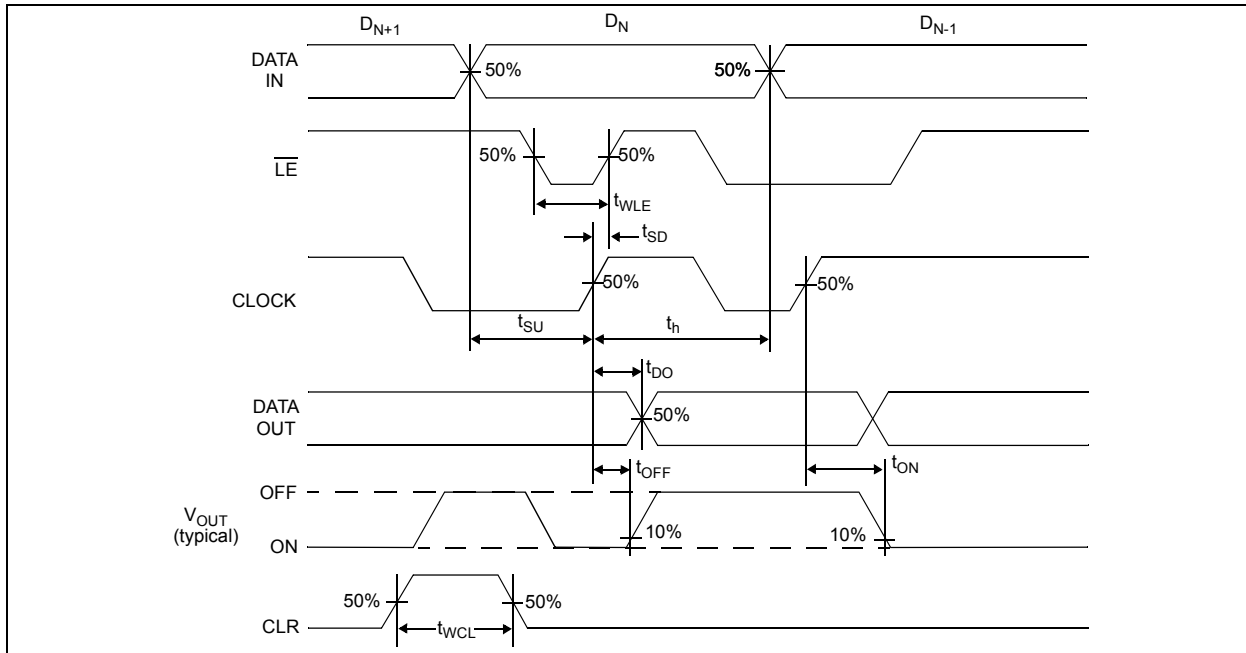 D_{N+1} D_N D_{N-1}
DATA IN
50% 50%
\overline{LE}
50% 50%
t_{WLE}
t_{SD}
CLOCK
50% 50%
t_{SU} t_h
t_{DO}
DATA OUT
50%
t_{OFF} t_{ON}
OFF
V_{OUT} (typical)
10% 10%
ON
50% 50%
CLR
t_{WCL}